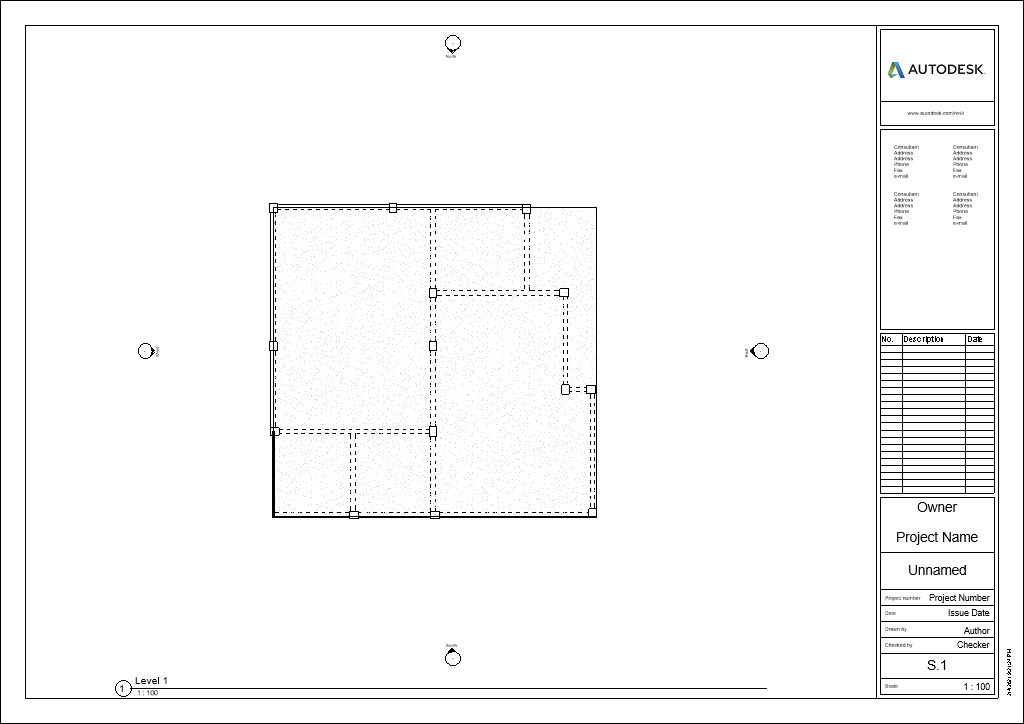 North
AUTODESK.
www.autodesk.com/revit
Consultant
Address
Address
Phone
Fax
e-mail
Consultant
Address
Address
Phone
Fax
e-mail
Consultant
Address
Address
Phone
Fax
e-mail
Consultant
Address
Address
Phone
Fax
e-mail
No. Description Date
East
Owner
Project Name
Unnamed
Project number Project Number
Date Issue Date
Drawn by Author
Checked by Checker
S.1
Scale 1 : 100
South
1 Level 1
1 : 100